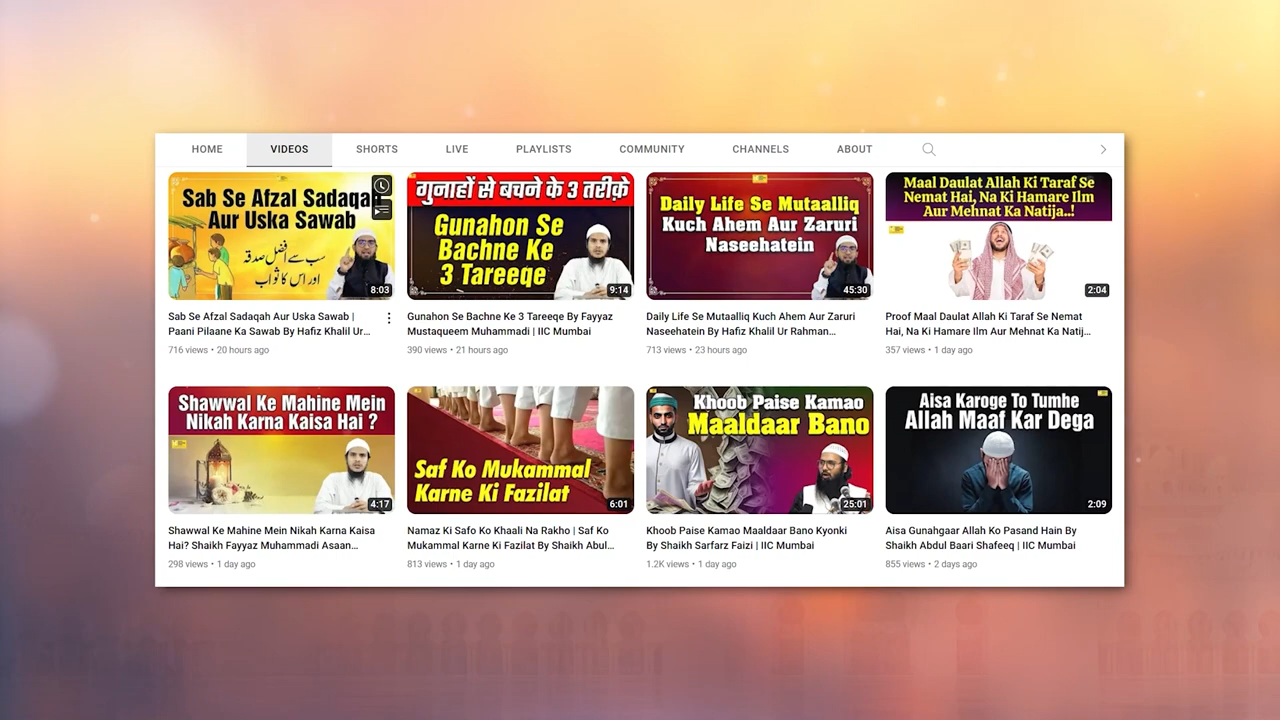 HOME VIDEOS SHORTS LIVE PLAYLISTS COMMUNITY CHANNELS ABOUT
Sab Se Afzal Sadaqah
Aur Uska Sawab
سب سے افضل صدقہ
اور اس کا ثواب
8:03
Sab Se Afzal Sadaqah Aur Uska Sawab |
Paani Pilaane Ka Sawab By Hafiz Khalil Ur...
716 views • 20 hours ago
गुनाहों से बचने के 3 तरीक़े
Gunahon Se
Bachne Ke
3 Tareeqe
9:14
Gunahon Se Bachne Ke 3 Tareeqe By Fayyaz
Mustaqueem Muhammadi | IIC Mumbai
390 views • 21 hours ago
Daily Life Se Mutaalliq
Kuch Ahem Aur Zaruri
Naseehatein
45:30
Daily Life Se Mutaalliq Kuch Ahem Aur Zaruri
Naseehatein By Hafiz Khalil Ur Rahman...
713 views • 23 hours ago
Maal Daulat Allah Ki Taraf Se
Nemat Hai, Na Ki Hamare Ilm
Aur Mehnat Ka Natija..!
2:04
Proof Maal Daulat Allah Ki Taraf Se Nemat
Hai, Na Ki Hamare Ilm Aur Mehnat Ka Natij...
357 views • 1 day ago
Shawwal Ke Mahine Mein
Nikah Karna Kaisa Hai ?
4:17
Shawwal Ke Mahine Mein Nikah Karna Kaisa
Hai? Shaikh Fayyaz Muhammadi Asaan...
298 views • 1 day ago
Saf Ko Mukammal
Karne Ki Fazilat
6:01
Namaz Ki Safo Ko Khaali Na Rakho | Saf Ko
Mukammal Karne Ki Fazilat By Shaikh Abul...
813 views • 1 day ago
Khoob Paise Kamao
Maaldaar Bano
25:01
Khoob Paise Kamao Maaldaar Bano Kyonki
By Shaikh Sarfarz Faizi | IIC Mumbai
1.2K views • 1 day ago
Aisa Karoge To Tumhe
Allah Maaf Kar Dega
2:09
Aisa Gunahgaar Allah Ko Pasand Hain By
Shaikh Abdul Baari Shafeeq | IIC Mumbai
855 views • 2 days ago